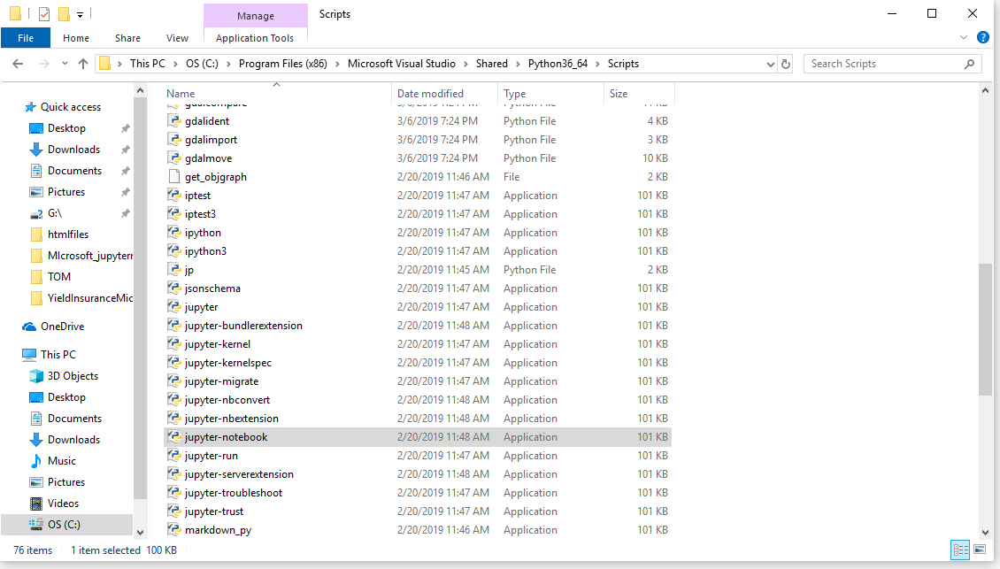 Manage
Scripts
File
Home
Share
View
Application Tools
This PC > OS (C:) > Program Files (x86) > Microsoft Visual Studio > Shared > Python36_64 > Scripts
Search Scripts
Name
Date modified
Type
Size
Quick access
Desktop
Downloads
Documents
Pictures
G:\
htmlfiles
MIcrosoft_jupytern
TOM
YieldInsuranceMic
OneDrive
This PC
3D Objects
Desktop
Documents
Downloads
Music
Pictures
Videos
OS (C:)
gdalcompare 3/6/2019 7:24 PM Python File 11 KB
gdalident 3/6/2019 7:24 PM Python File 4 KB
gdalimport 3/6/2019 7:24 PM Python File 3 KB
gdalmove 3/6/2019 7:24 PM Python File 10 KB
get_objgraph 2/20/2019 11:46 AM File 2 KB
iptest 2/20/2019 11:47 AM Application 101 KB
iptest3 2/20/2019 11:47 AM Application 101 KB
ipython 2/20/2019 11:47 AM Application 101 KB
ipython3 2/20/2019 11:47 AM Application 101 KB
jp 2/20/2019 11:45 AM Python File 2 KB
jsonschema 2/20/2019 11:47 AM Application 101 KB
jupyter 2/20/2019 11:47 AM Application 101 KB
jupyter-bundlerextension 2/20/2019 11:48 AM Application 101 KB
jupyter-kernel 2/20/2019 11:47 AM Application 101 KB
jupyter-kernelspec 2/20/2019 11:47 AM Application 101 KB
jupyter-migrate 2/20/2019 11:47 AM Application 101 KB
jupyter-nbconvert 2/20/2019 11:48 AM Application 101 KB
jupyter-nbextension 2/20/2019 11:48 AM Application 101 KB
jupyter-notebook 2/20/2019 11:48 AM Application 101 KB
jupyter-run 2/20/2019 11:47 AM Application 101 KB
jupyter-serverextension 2/20/2019 11:48 AM Application 101 KB
jupyter-troubleshoot 2/20/2019 11:47 AM Application 101 KB
jupyter-trust 2/20/2019 11:47 AM Application 101 KB
markdown_py 2/20/2019 11:46 AM Application 101 KB
76 items
1 item selected 100 KB